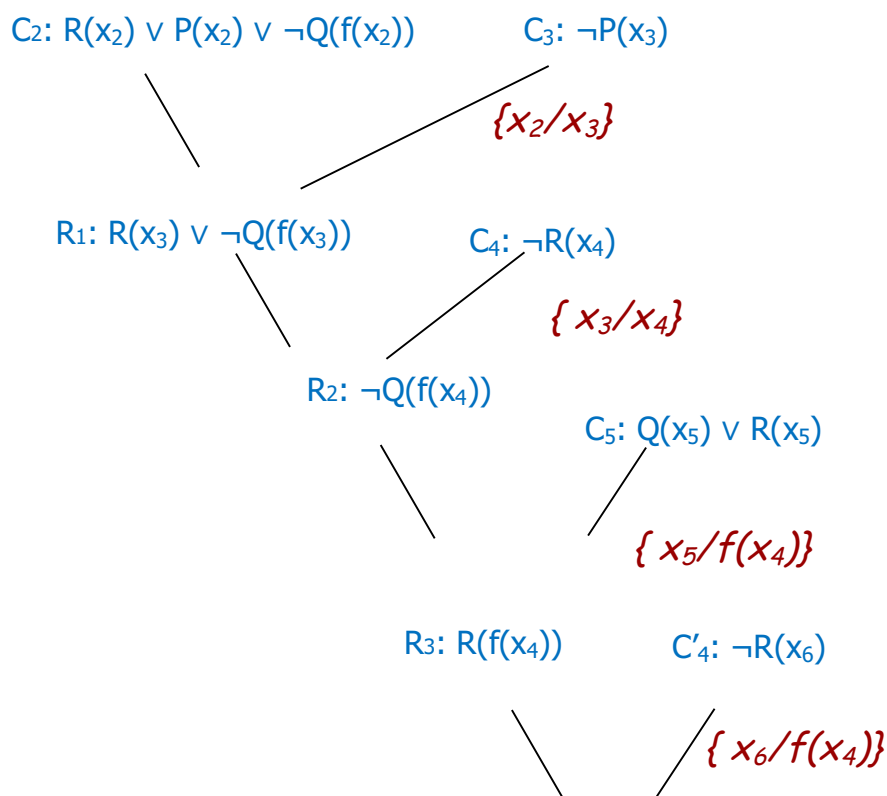 C₂: R(x₂) ∨ P(x₂) ∨ ¬Q(f(x₂)) C₃: ¬P(x₃)
{x₂/x₃}
R₁: R(x₃) ∨ ¬Q(f(x₃)) C₄: ¬R(x₄)
{ x₃/x₄}
R₂: ¬Q(f(x₄))
C₅: Q(x₅) ∨ R(x₅)
{ x₅/f(x₄)}
R₃: R(f(x₄)) C’₄: ¬R(x₆)
{ x₆/f(x₄)}